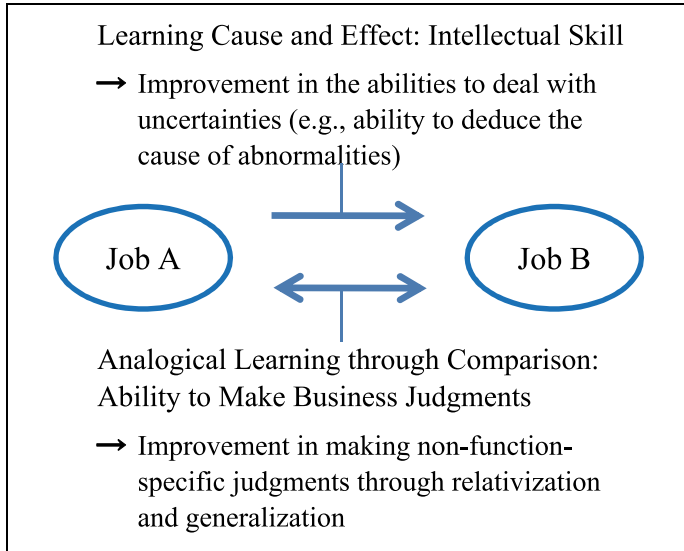 Learning Cause and Effect: Intellectual Skill
→ Improvement in the abilities to deal with
uncertainties (e.g., ability to deduce the
cause of abnormalities)
Job A
Job B
Analogical Learning through Comparison:
Ability to Make Business Judgments
→ Improvement in making non-function-
specific judgments through relativization
and generalization